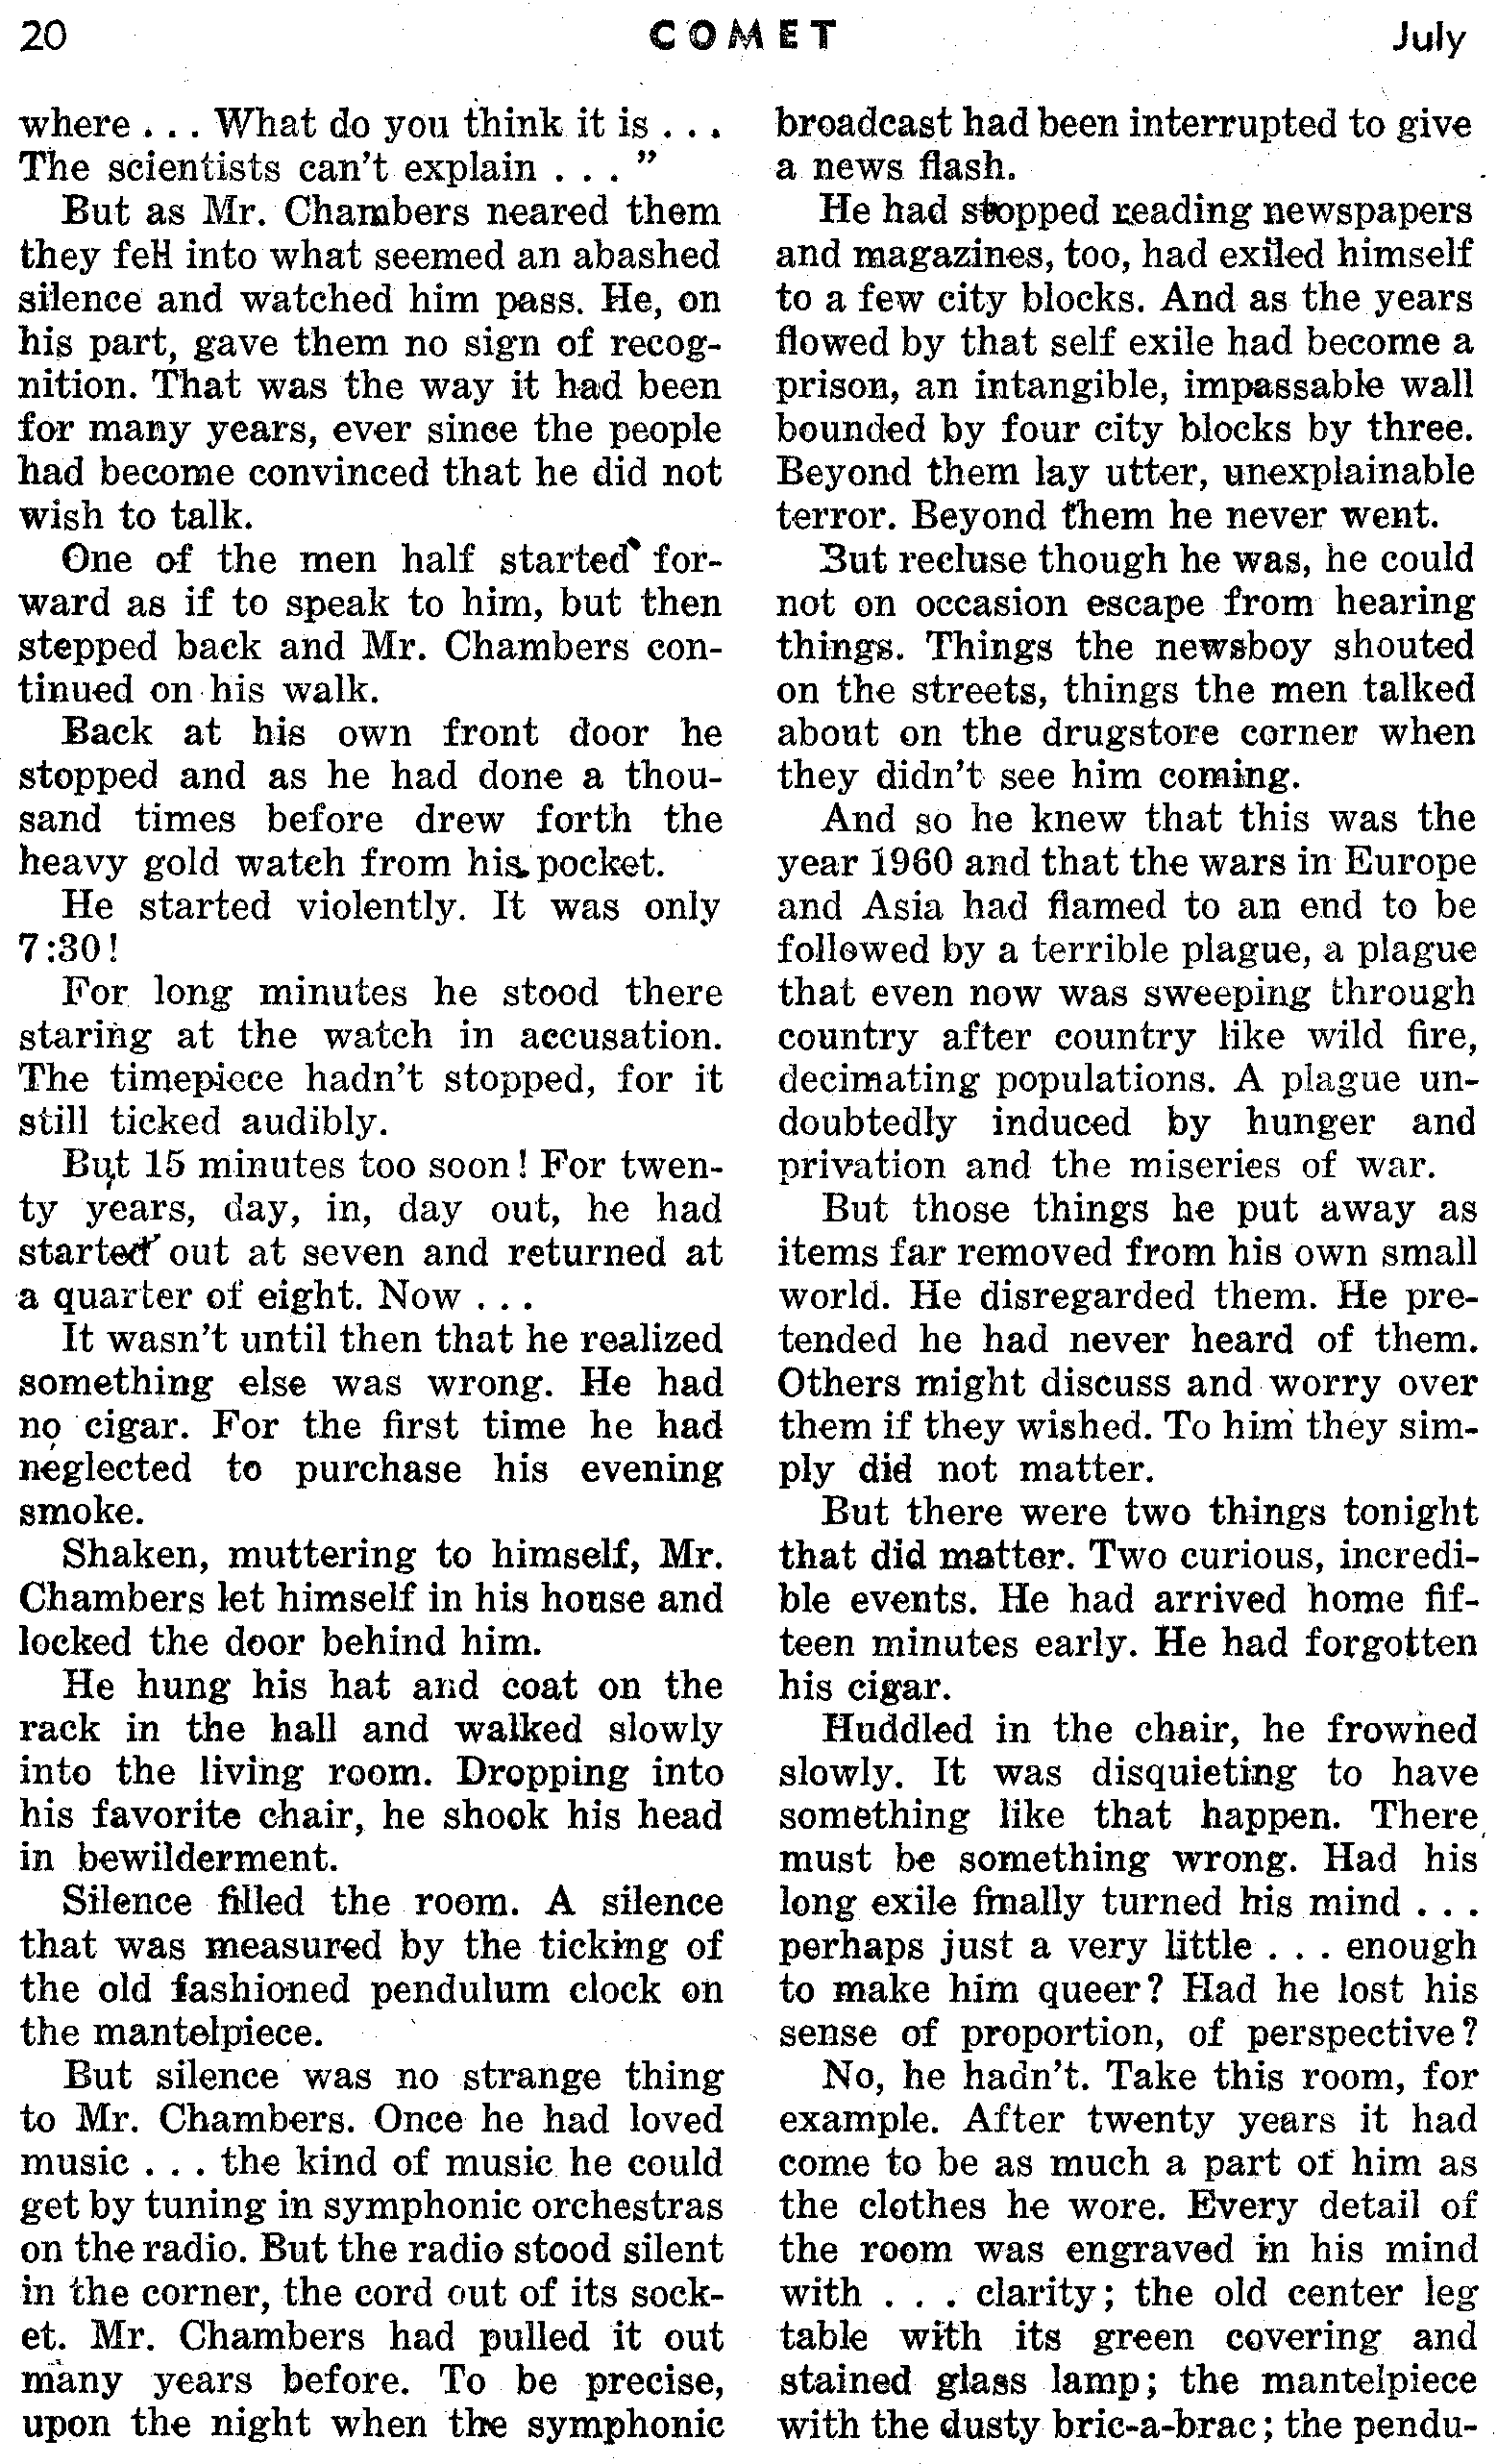 20 COMET July
where . . . What do you think it is . . .
The scientists can't explain . . . "
But as Mr. Chambers neared them
they fell into what seemed an abashed
silence and watched him pass. He, on
his part, gave them no sign of recog-
nition. That was the way it had been
for many years, ever since the people
had become convinced that he did not
wish to talk.
One of the men half started for-
ward as if to speak to him, but then
stepped back and Mr. Chambers con-
tinued on his walk.
Back at his own front door he
stopped and as he had done a thou-
sand times before drew forth the
heavy gold watch from his pocket.
He started violently. It was only
7:30!
For long minutes he stood there
staring at the watch in accusation.
The timepiece hadn't stopped, for it
still ticked audibly.
But 15 minutes too soon! For twen-
ty years, day, in, day out, he had
started out at seven and returned at
a quarter of eight. Now . . .
It wasn't until then that he realized
something else was wrong. He had
no cigar. For the first time he had
neglected to purchase his evening
smoke.
Shaken, muttering to himself, Mr.
Chambers let himself in his house and
locked the door behind him.
He hung his hat and coat on the
rack in the hall and walked slowly
into the living room. Dropping into
his favorite chair, he shook his head
in bewilderment.
Silence filled the room. A silence
that was measured by the ticking of
the old fashioned pendulum clock on
the mantelpiece.
But silence was no strange thing
to Mr. Chambers. Once he had loved
music . . . the kind of music he could
get by tuning in symphonic orchestras
on the radio. But the radio stood silent
in the corner, the cord out of its sock-
et. Mr. Chambers had pulled it out
many years before. To be precise,
upon the night when the symphonic
broadcast had been interrupted to give
a news flash.
He had stopped reading newspapers
and magazines, too, had exiled himself
to a few city blocks. And as the years
flowed by that self exile had become a
prison, an intangible, impassable wall
bounded by four city blocks by three.
Beyond them lay utter, unexplainable
terror. Beyond them he never went.
But recluse though he was, he could
not on occasion escape from hearing
things. Things the newsboy shouted
on the streets, things the men talked
about on the drugstore corner when
they didn't see him coming.
And so he knew that this was the
year 1960 and that the wars in Europe
and Asia had flamed to an end to be
followed by a terrible plague, a plague
that even now was sweeping through
country after country like wild fire,
decimating populations. A plague un-
doubtedly induced by hunger and
privation and the miseries of war.
But those things he put away as
items far removed from his own small
world. He disregarded them. He pre-
tended he had never heard of them.
Others might discuss and worry over
them if they wished. To him they sim-
ply did not matter.
But there were two things tonight
that did matter. Two curious, incredi-
ble events. He had arrived home fif-
teen minutes early. He had forgotten
his cigar.
Huddled in the chair, he frowned
slowly. It was disquieting to have
something like that happen. There
must be something wrong. Had his
long exile finally turned his mind . . .
perhaps just a very little . . . enough
to make him queer? Had he lost his
sense of proportion, of perspective?
No, he hadn't. Take this room, for
example. After twenty years it had
come to be as much a part of him as
the clothes he wore. Every detail of
the room was engraved in his mind
with . . . clarity; the old center leg
table with its green covering and
stained glass lamp; the mantelpiece
with the dusty bric-a-brac; the pendu-